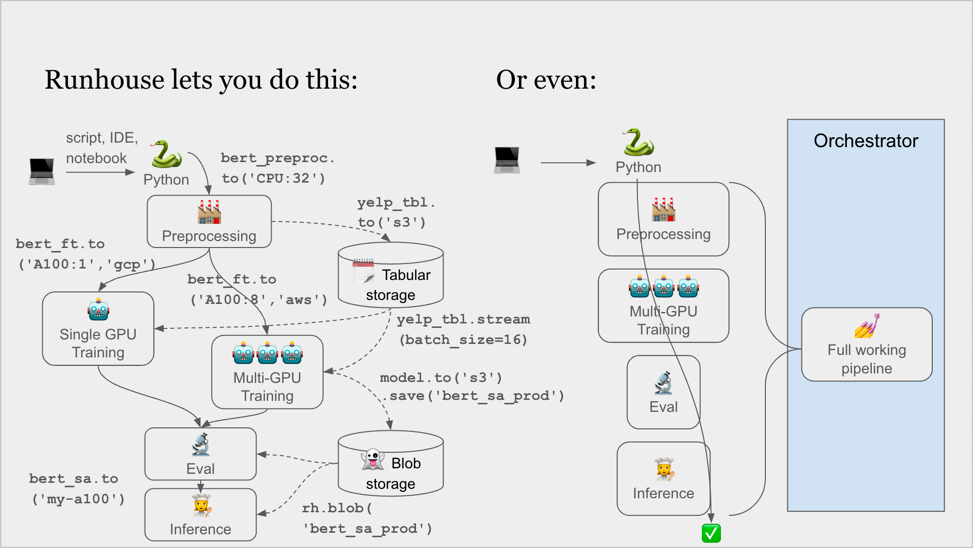 Runhouse lets you do this:
Or even:
script, IDE,
notebook
Python
bert_preproc.
to('CPU:32')
yelp_tbl.
to('s3')
Preprocessing
bert_ft.to
('A100:1','gcp')
bert_ft.to
('A100:8','aws')
Tabular
storage
Single GPU
Training
yelp_tbl.stream
(batch_size=16)
Multi-GPU
Training
model.to('s3')
.save('bert_sa_prod')
Eval
Blob
storage
bert_sa.to
('my-a100')
Inference
rh.blob(
'bert_sa_prod')
Python
Preprocessing
Multi-GPU
Training
Eval
Inference
Orchestrator
Full working
pipeline